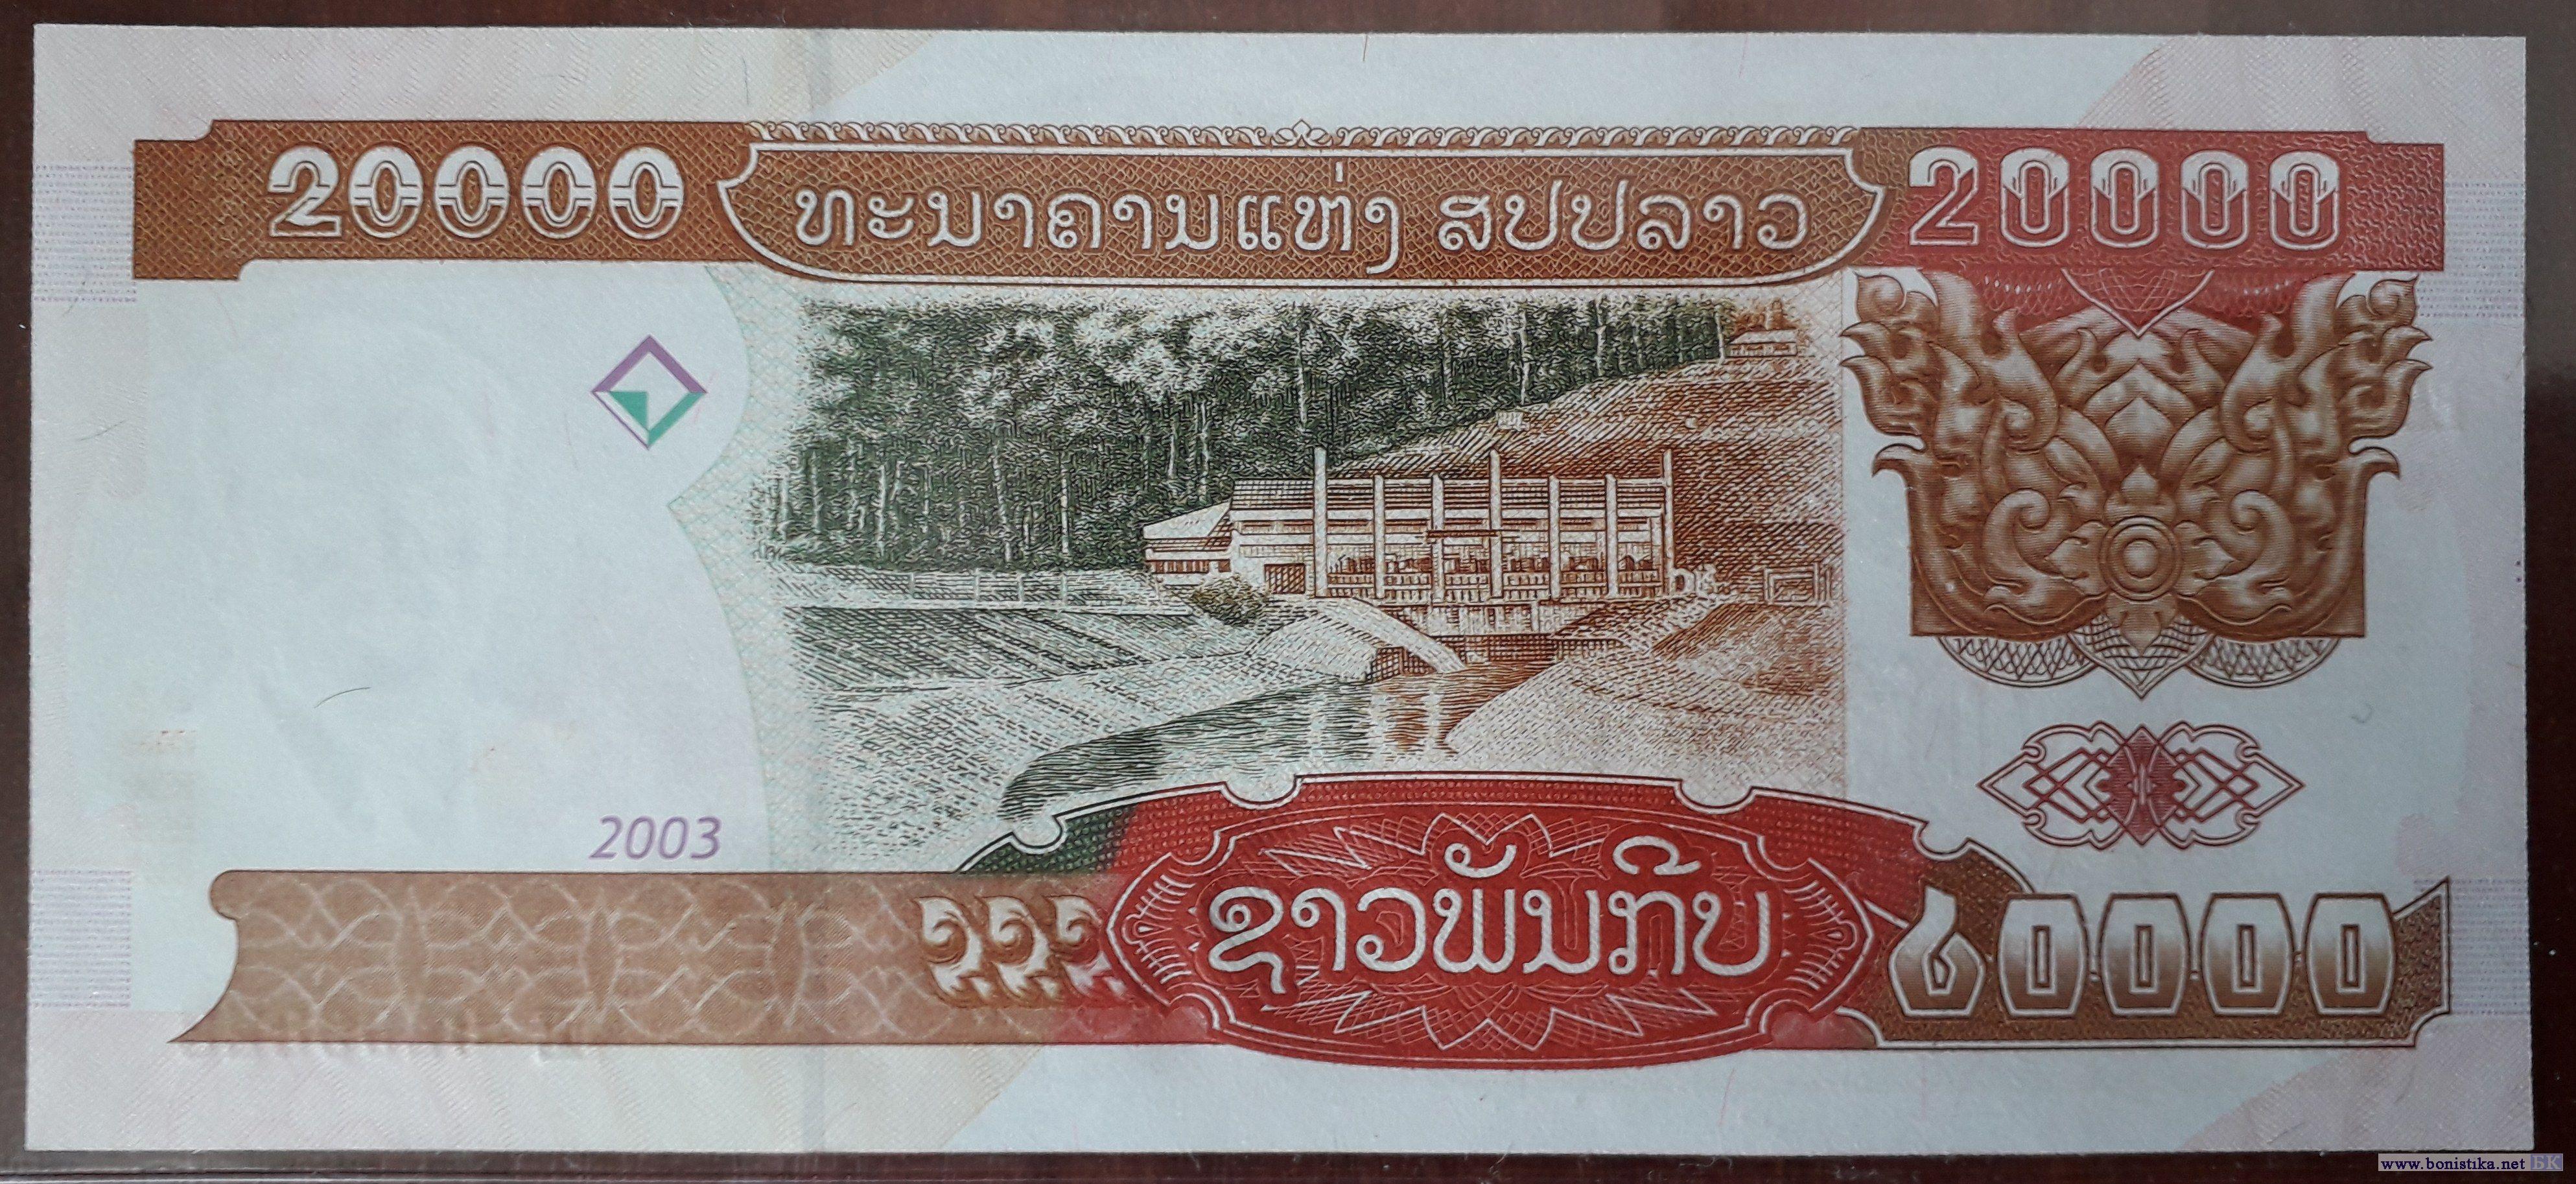 20000 ທະນາຄານແຫ່ງ ສປປລາວ 20000
2003
ຊາວພັນກີບ ໒໐໐໐໐
www.bonistika.net БК